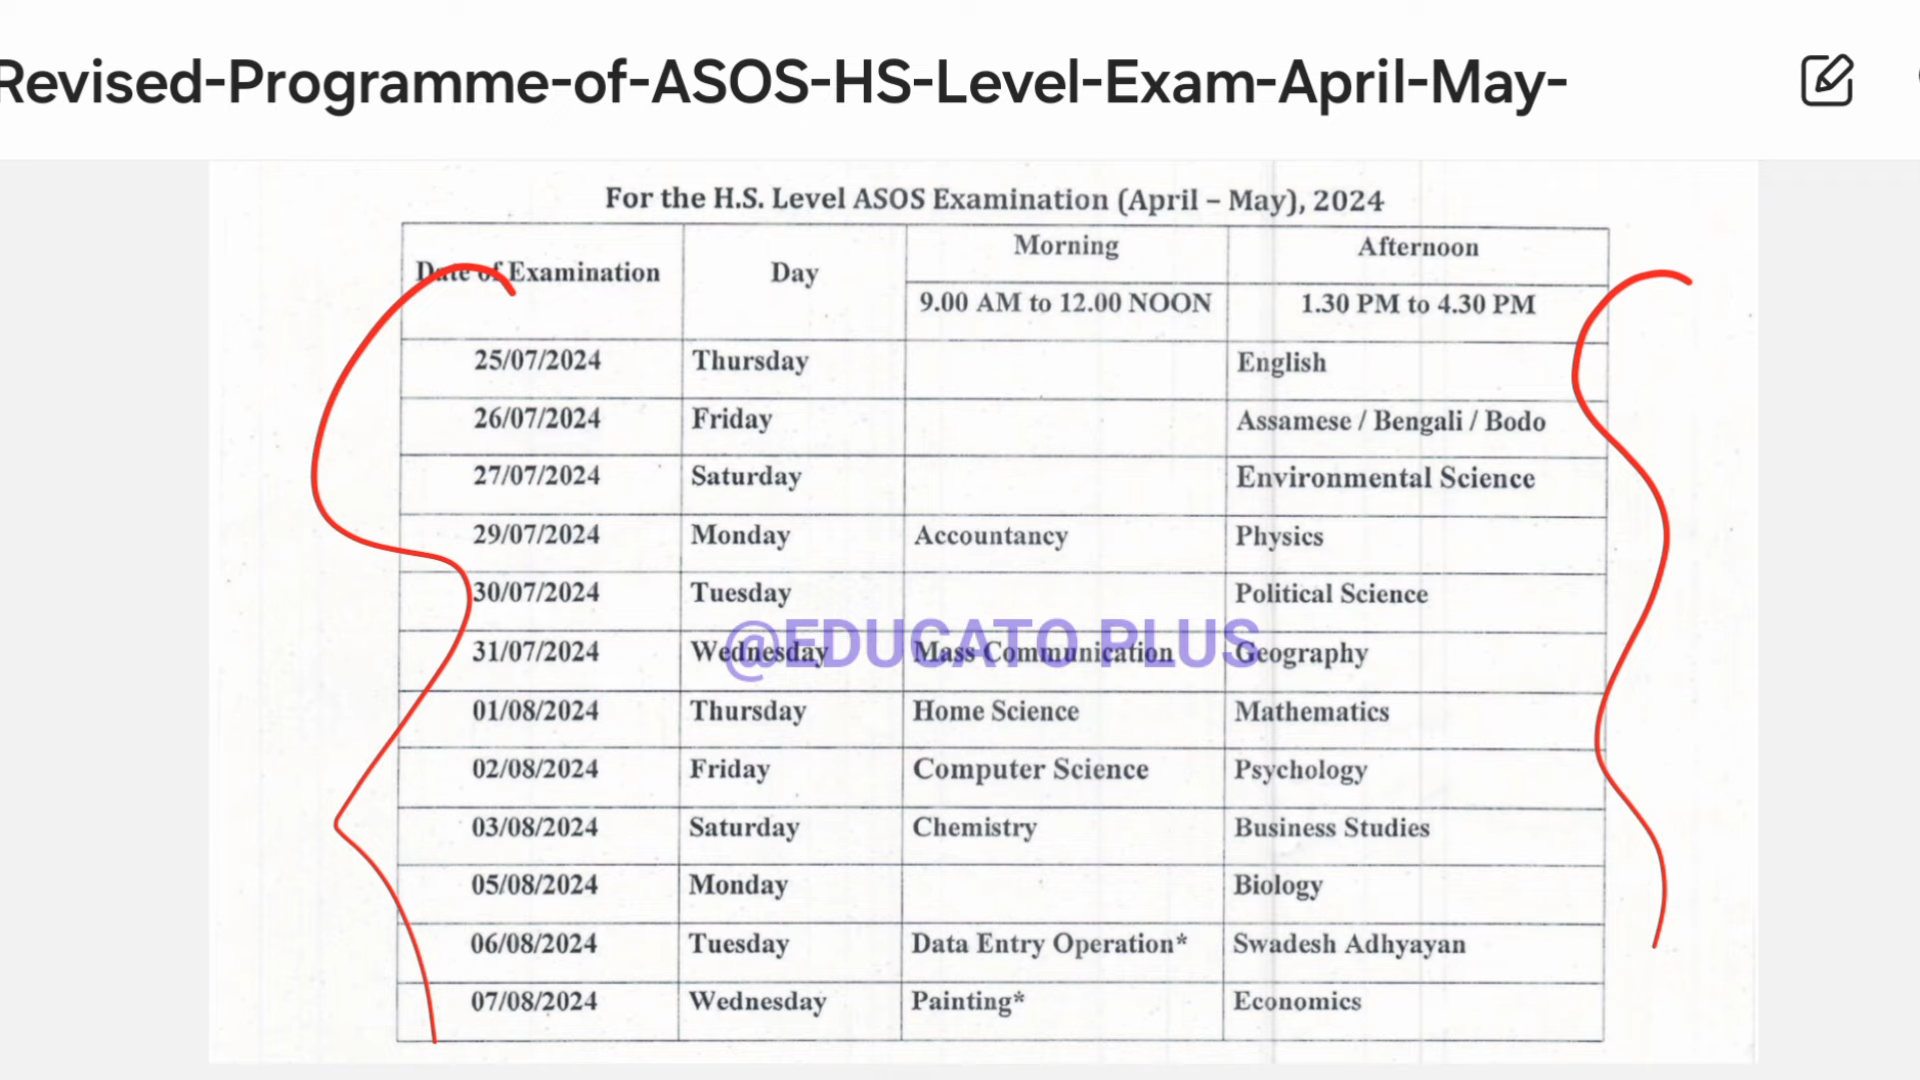 Revised-Programme-of-ASOS-HS-Level-Exam-April-May-
For the H.S. Level ASOS Examination (April – May), 2024
Date of Examination Day Morning Afternoon
9.00 AM to 12.00 NOON 1.30 PM to 4.30 PM
25/07/2024 Thursday English
26/07/2024 Friday Assamese / Bengali / Bodo
27/07/2024 Saturday Environmental Science
29/07/2024 Monday Accountancy Physics
30/07/2024 Tuesday Political Science
@EDUCATO PLUS
31/07/2024 Wednesday Mass Communication Geography
01/08/2024 Thursday Home Science Mathematics
02/08/2024 Friday Computer Science Psychology
03/08/2024 Saturday Chemistry Business Studies
05/08/2024 Monday Biology
06/08/2024 Tuesday Data Entry Operation* Swadesh Adhyayan
07/08/2024 Wednesday Painting* Economics